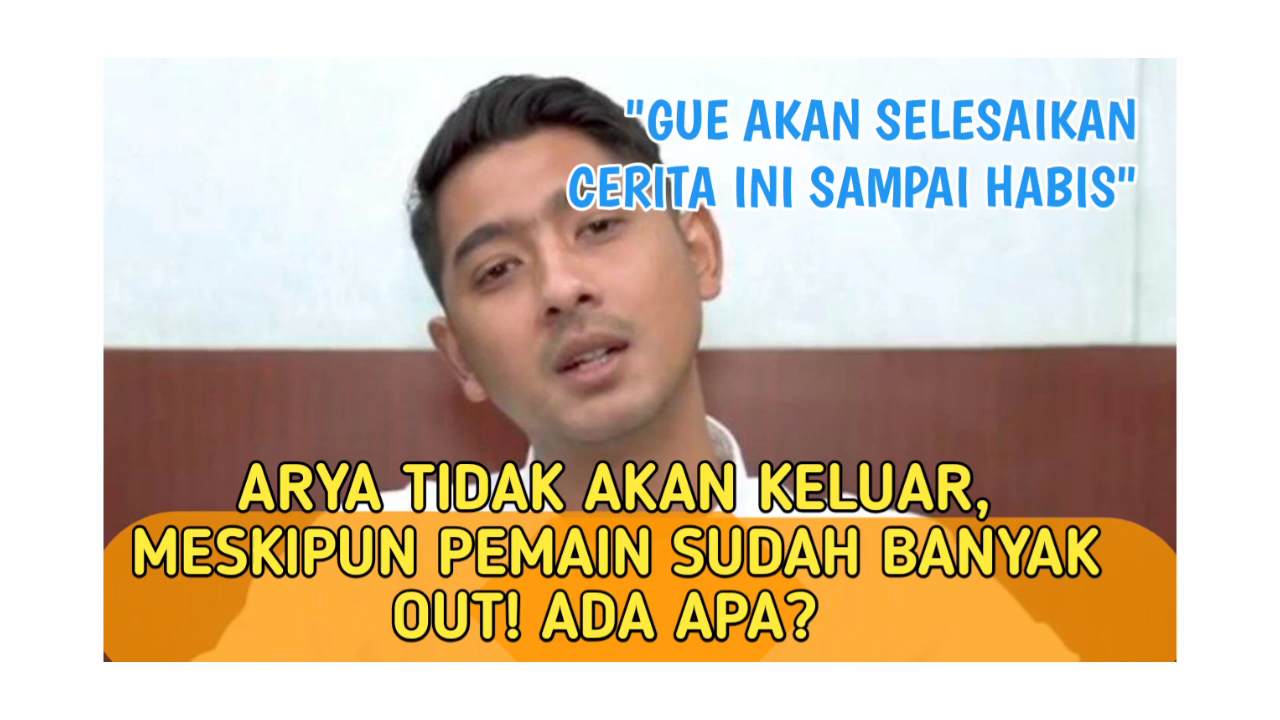 "GUE AKAN SELESAIKAN
CERITA INI SAMPAI HABIS"
ARYA TIDAK AKAN KELUAR,
MESKIPUN PEMAIN SUDAH BANYAK
OUT! ADA APA?